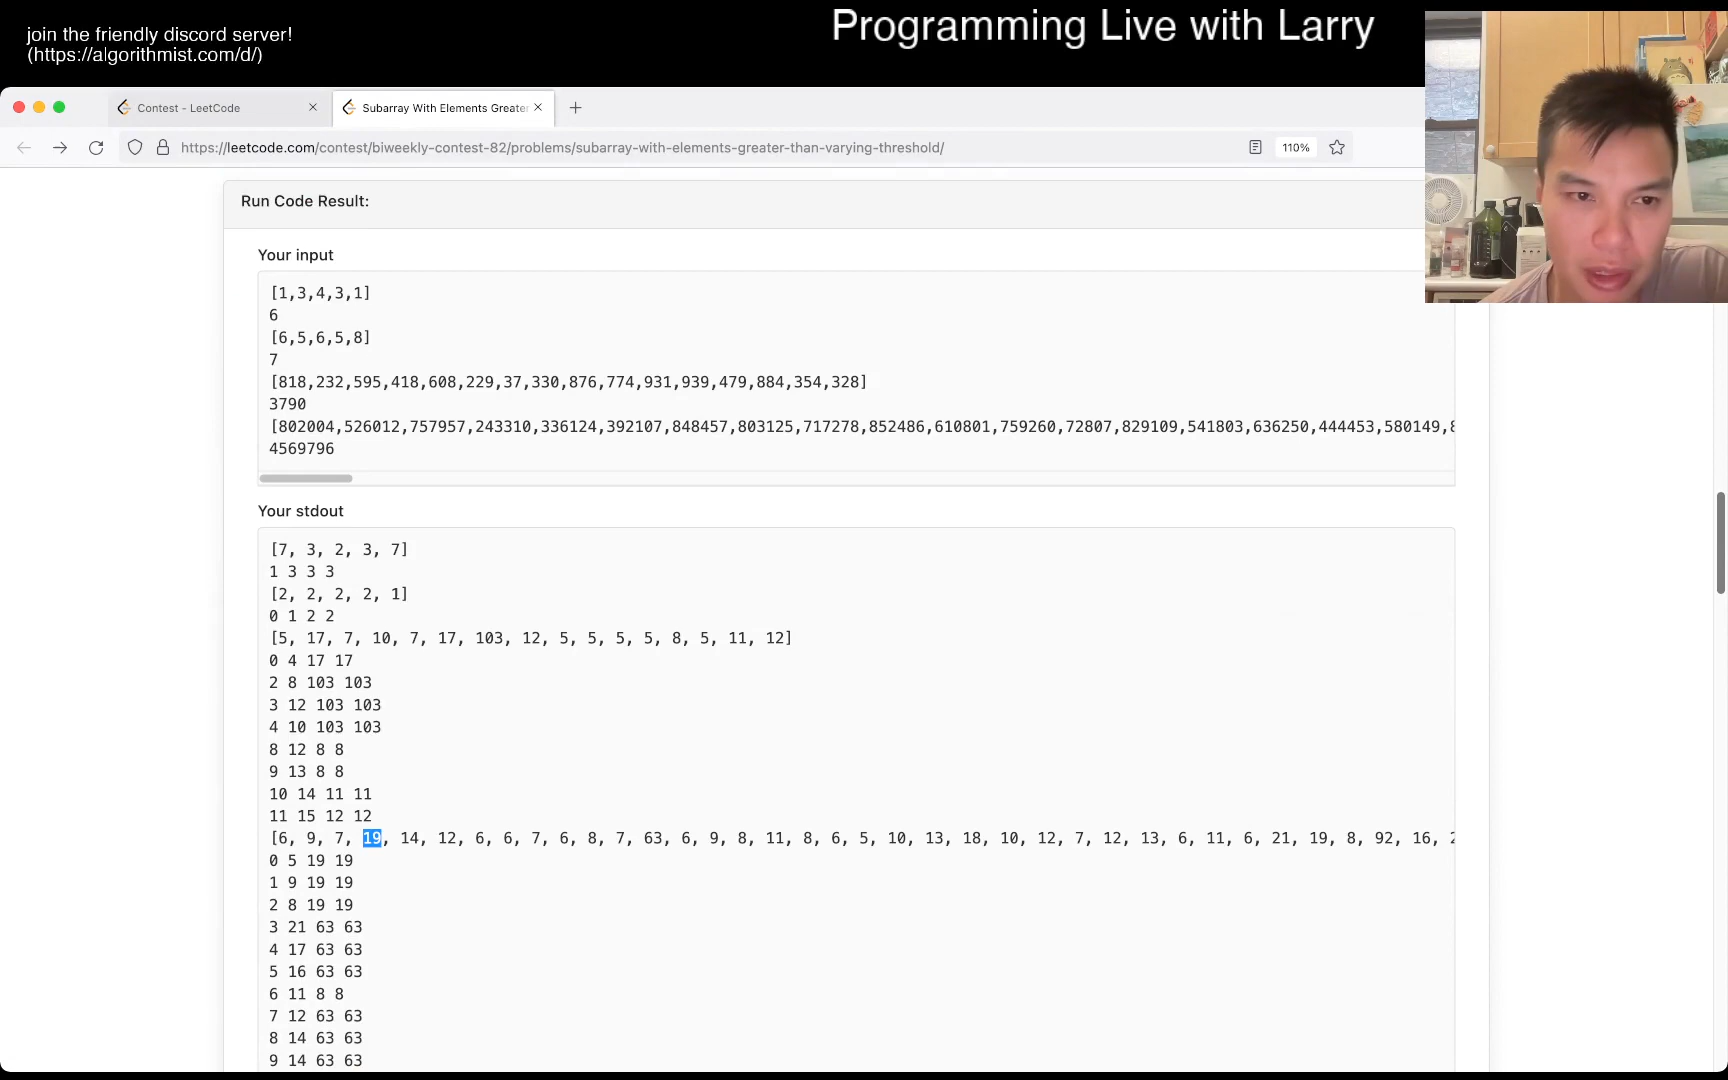 join the friendly discord server!
(https://algorithmist.com/d/)
Programming Live with Larry
Contest - LeetCode
Subarray With Elements Greater
https://leetcode.com/contest/biweekly-contest-82/problems/subarray-with-elements-greater-than-varying-threshold/
110%
Run Code Result:
Your input
[1,3,4,3,1]
6
[6,5,6,5,8]
7
[818,232,595,418,608,229,37,330,876,774,931,939,479,884,354,328]
3790
[802004,526012,757957,243310,336124,392107,848457,803125,717278,852486,610801,759260,72807,829109,541803,636250,444453,580149,8
4569796
Your stdout
[7, 3, 2, 3, 7]
1 3 3 3
[2, 2, 2, 2, 1]
0 1 2 2
[5, 17, 7, 10, 7, 17, 103, 12, 5, 5, 5, 5, 8, 5, 11, 12]
0 4 17 17
2 8 103 103
3 12 103 103
4 10 103 103
8 12 8 8
9 13 8 8
10 14 11 11
11 15 12 12
[6, 9, 7, 19, 14, 12, 6, 6, 7, 6, 8, 7, 63, 6, 9, 8, 11, 8, 6, 5, 10, 13, 18, 10, 12, 7, 12, 13, 6, 11, 6, 21, 19, 8, 92, 16, 2
0 5 19 19
1 9 19 19
2 8 19 19
3 21 63 63
4 17 63 63
5 16 63 63
6 11 8 8
7 12 63 63
8 14 63 63
9 14 63 63